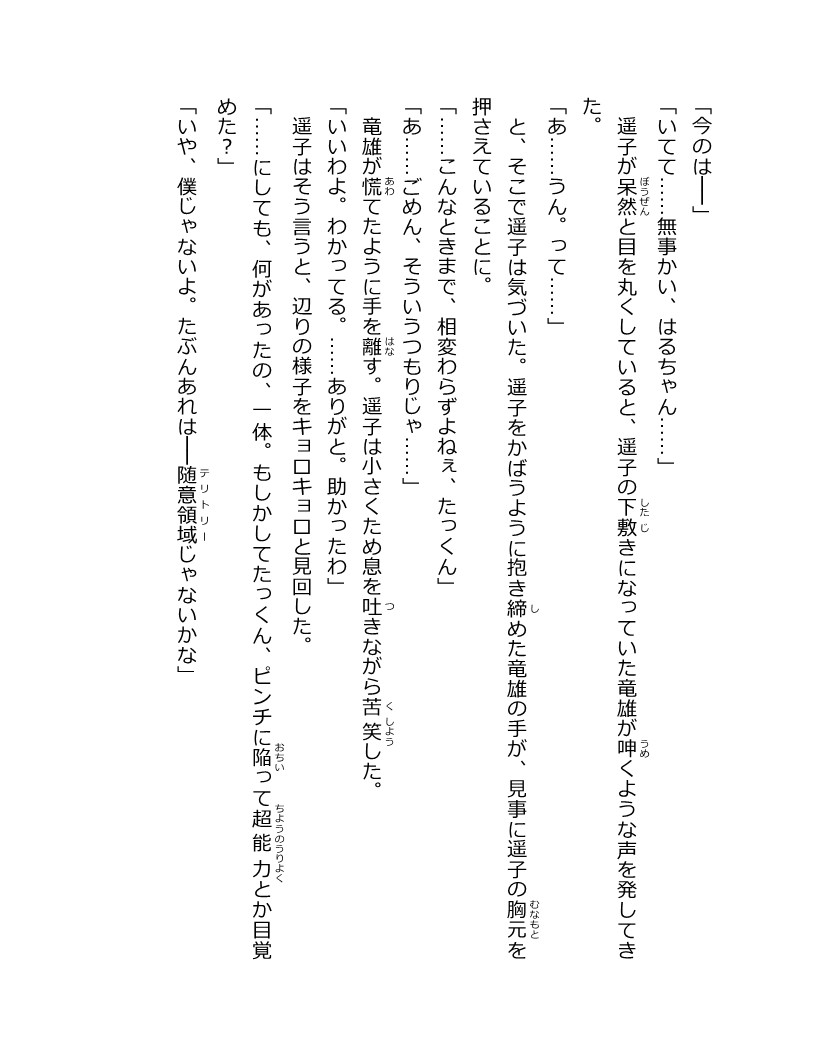 「今のは――」
「いてて……無事かい、はるちゃん……」
　遥子が呆然と目を丸くしていると、遥子の下敷きになっていた竜雄が呻くような声を発してき
た。
「あ……うん。って……」
　と、そこで遥子は気づいた。遥子をかばうように抱き締めた竜雄の手が、見事に遥子の胸元を
押さえていることに。
「……こんなときまで、相変わらずよねぇ、たっくん」
「あ……ごめん、そういうつもりじゃ……」
　竜雄が慌てたように手を離す。遥子は小さくため息を吐きながら苦笑した。
「いいわよ。わかってる。……ありがと。助かったわ」
　遥子はそう言うと、辺りの様子をキョロキョロと見回した。
「……にしても、何があったの、一体。もしかしてたっくん、ピンチに陥って超能力とか目覚
めた？」
「いや、僕じゃないよ。たぶんあれは――随意領域じゃないかな」